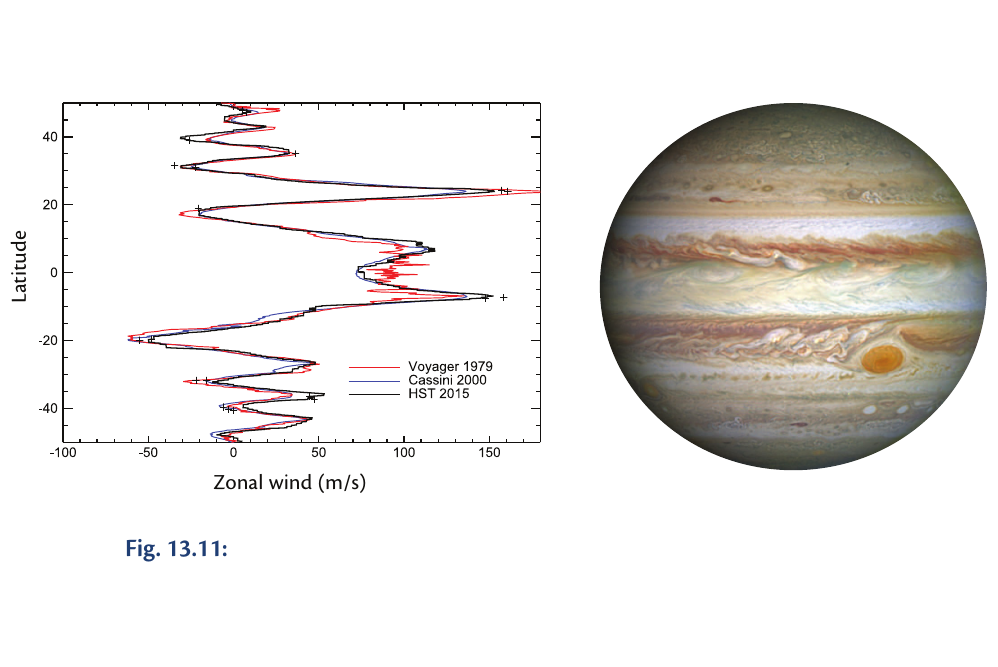 40
20
0
-20
-40
Latitude
Voyager 1979
Cassini 2000
HST 2015
-100 -50 0 50 100 150
Zonal wind (m/s)
Fig. 13.11: